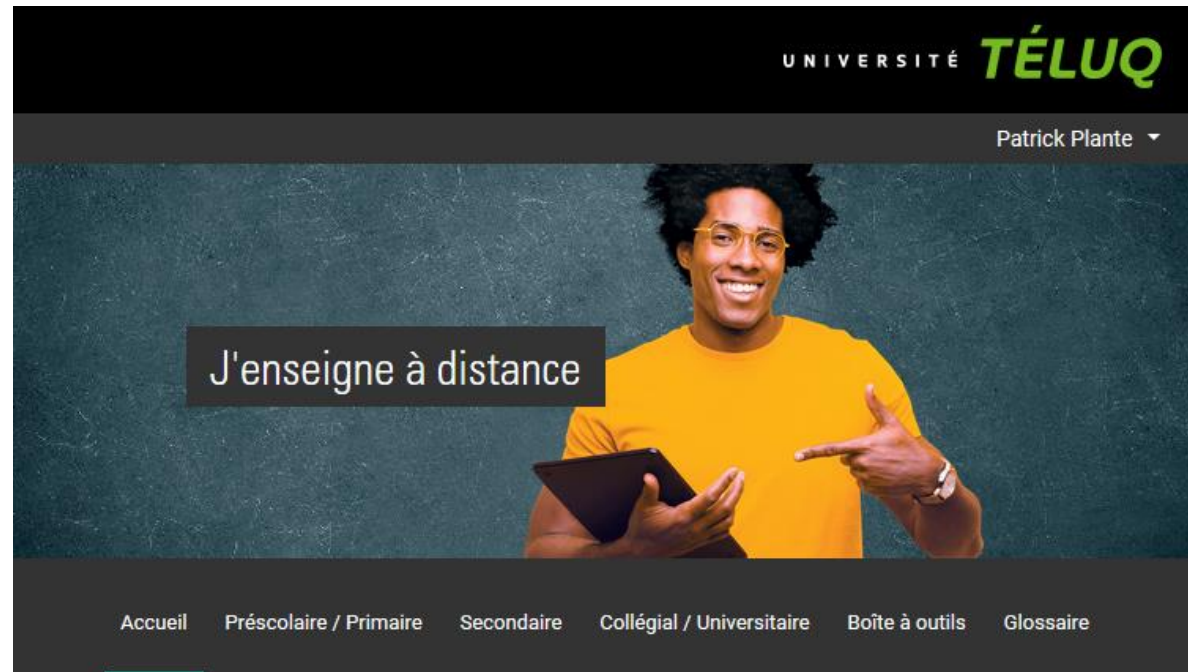 UNIVERSITÉ TÉLUQ
Patrick Plante
J'enseigne à distance
Accueil Préscolaire / Primaire Secondaire Collégial / Universitaire Boîte à outils Glossaire